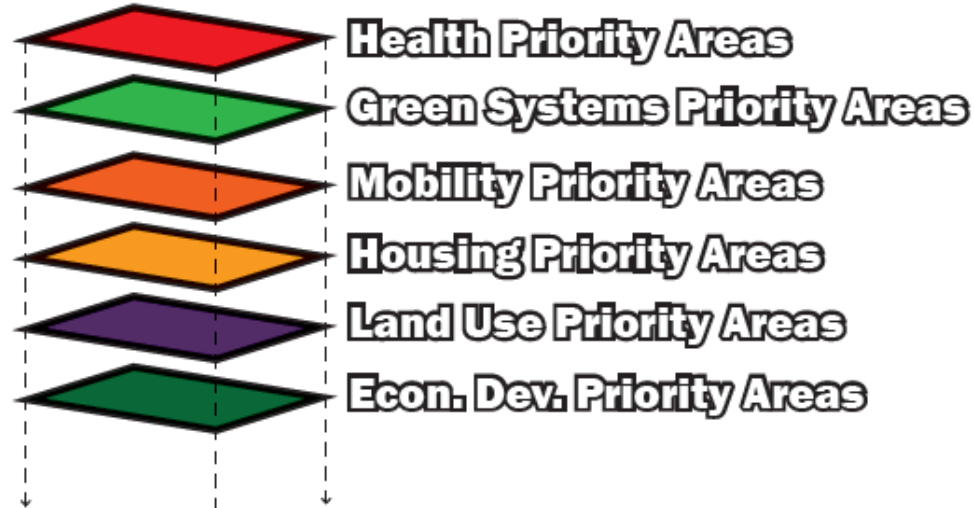 Health Priority Areas
Green Systems Priority Areas
Mobility Priority Areas
Housing Priority Areas
Land Use Priority Areas
Econ. Dev. Priority Areas